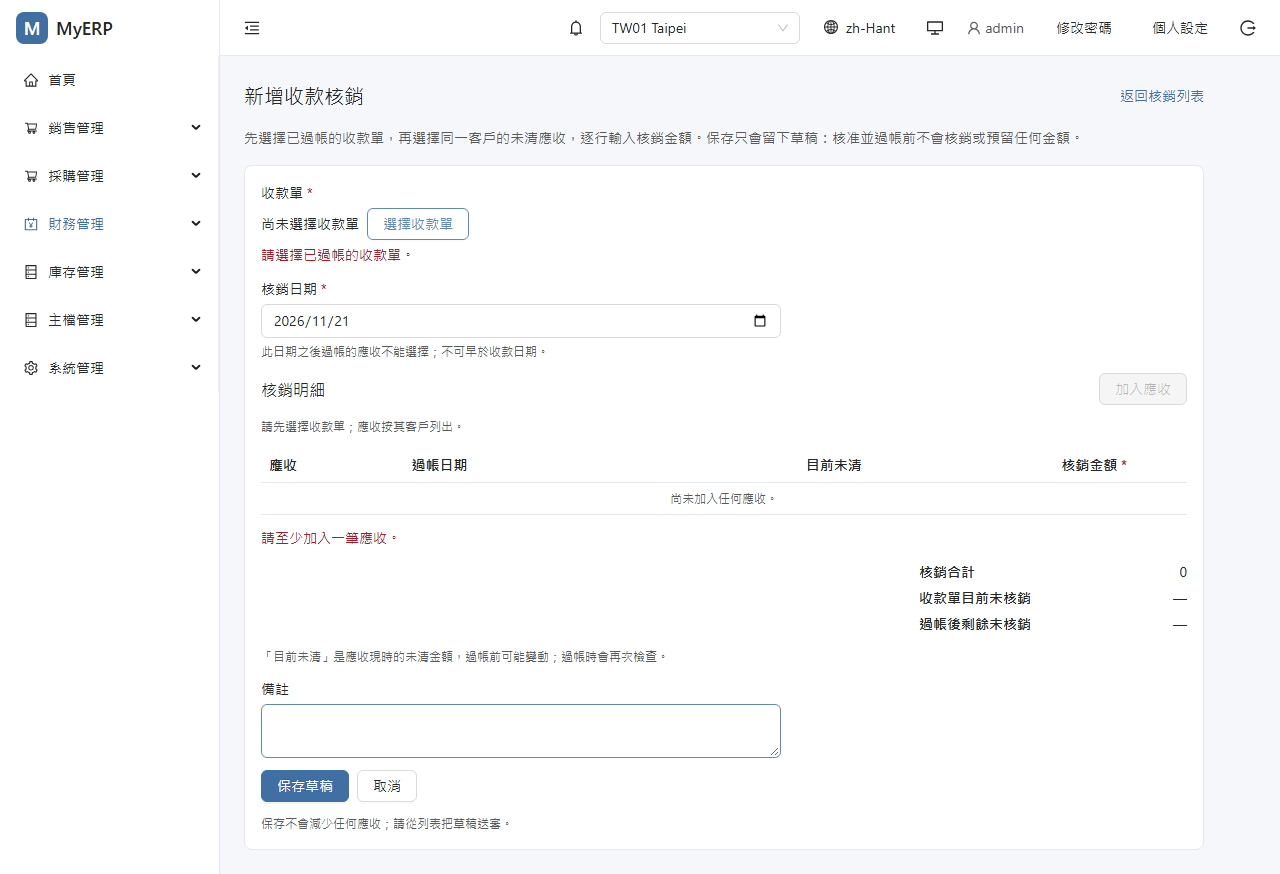 M MyERP
TW01 Taipei
zh-Hant
admin
修改密碼
個人設定
首頁
銷售管理
採購管理
財務管理
庫存管理
主檔管理
系統管理
新增收款核銷
返回核銷列表
先選擇已過帳的收款單，再選擇同一客戶的未清應收，逐行輸入核銷金額。保存只會留下草稿：核准並過帳前不會核銷或預留任何金額。
收款單 *
尚未選擇收款單 選擇收款單
請選擇已過帳的收款單。
核銷日期 *
2026/11/21
此日期之後過帳的應收不能選擇；不可早於收款日期。
核銷明細
加入應收
請先選擇收款單；應收按其客戶列出。
應收 過帳日期 目前未清 核銷金額 *
尚未加入任何應收。
請至少加入一筆應收。
核銷合計 0
收款單目前未核銷 —
過帳後剩餘未核銷 —
「目前未清」是應收現時的未清金額，過帳前可能變動；過帳時會再次檢查。
備註
保存草稿 取消
保存不會減少任何應收；請從列表把草稿送審。